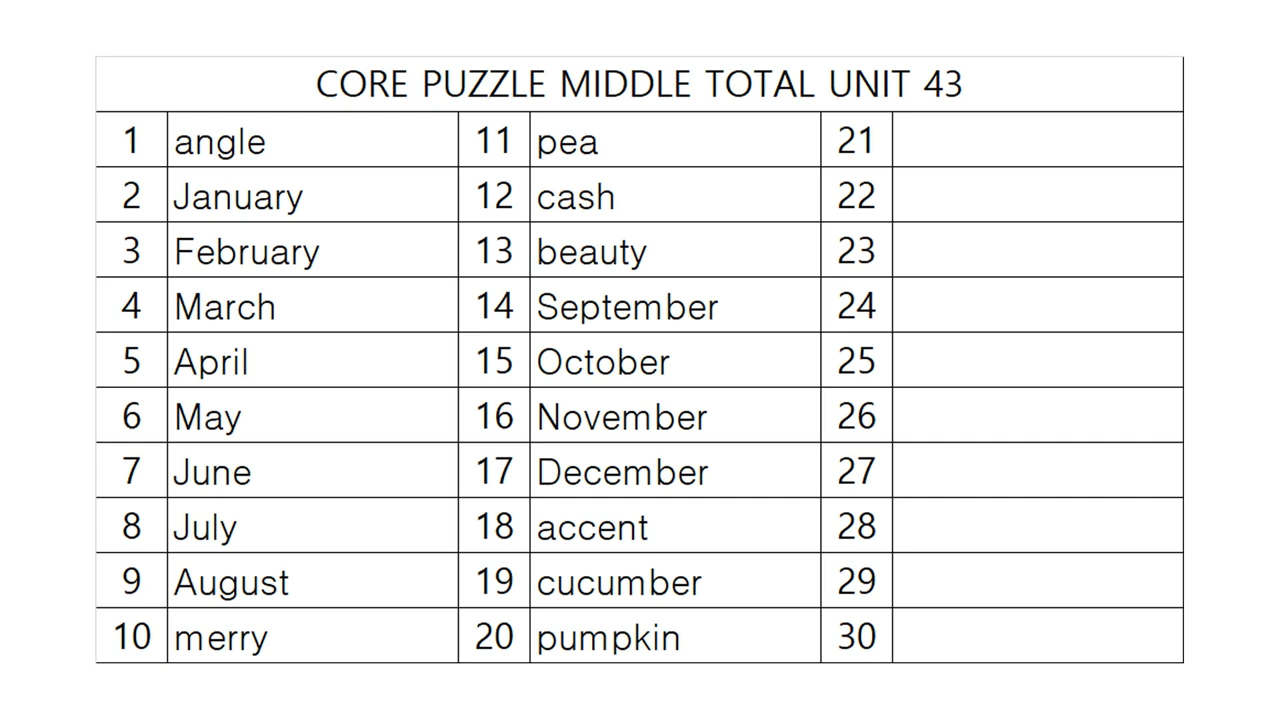 CORE PUZZLE MIDDLE TOTAL UNIT 43
1 angle 11 pea 21
2 January 12 cash 22
3 February 13 beauty 23
4 March 14 September 24
5 April 15 October 25
6 May 16 November 26
7 June 17 December 27
8 July 18 accent 28
9 August 19 cucumber 29
10 merry 20 pumpkin 30